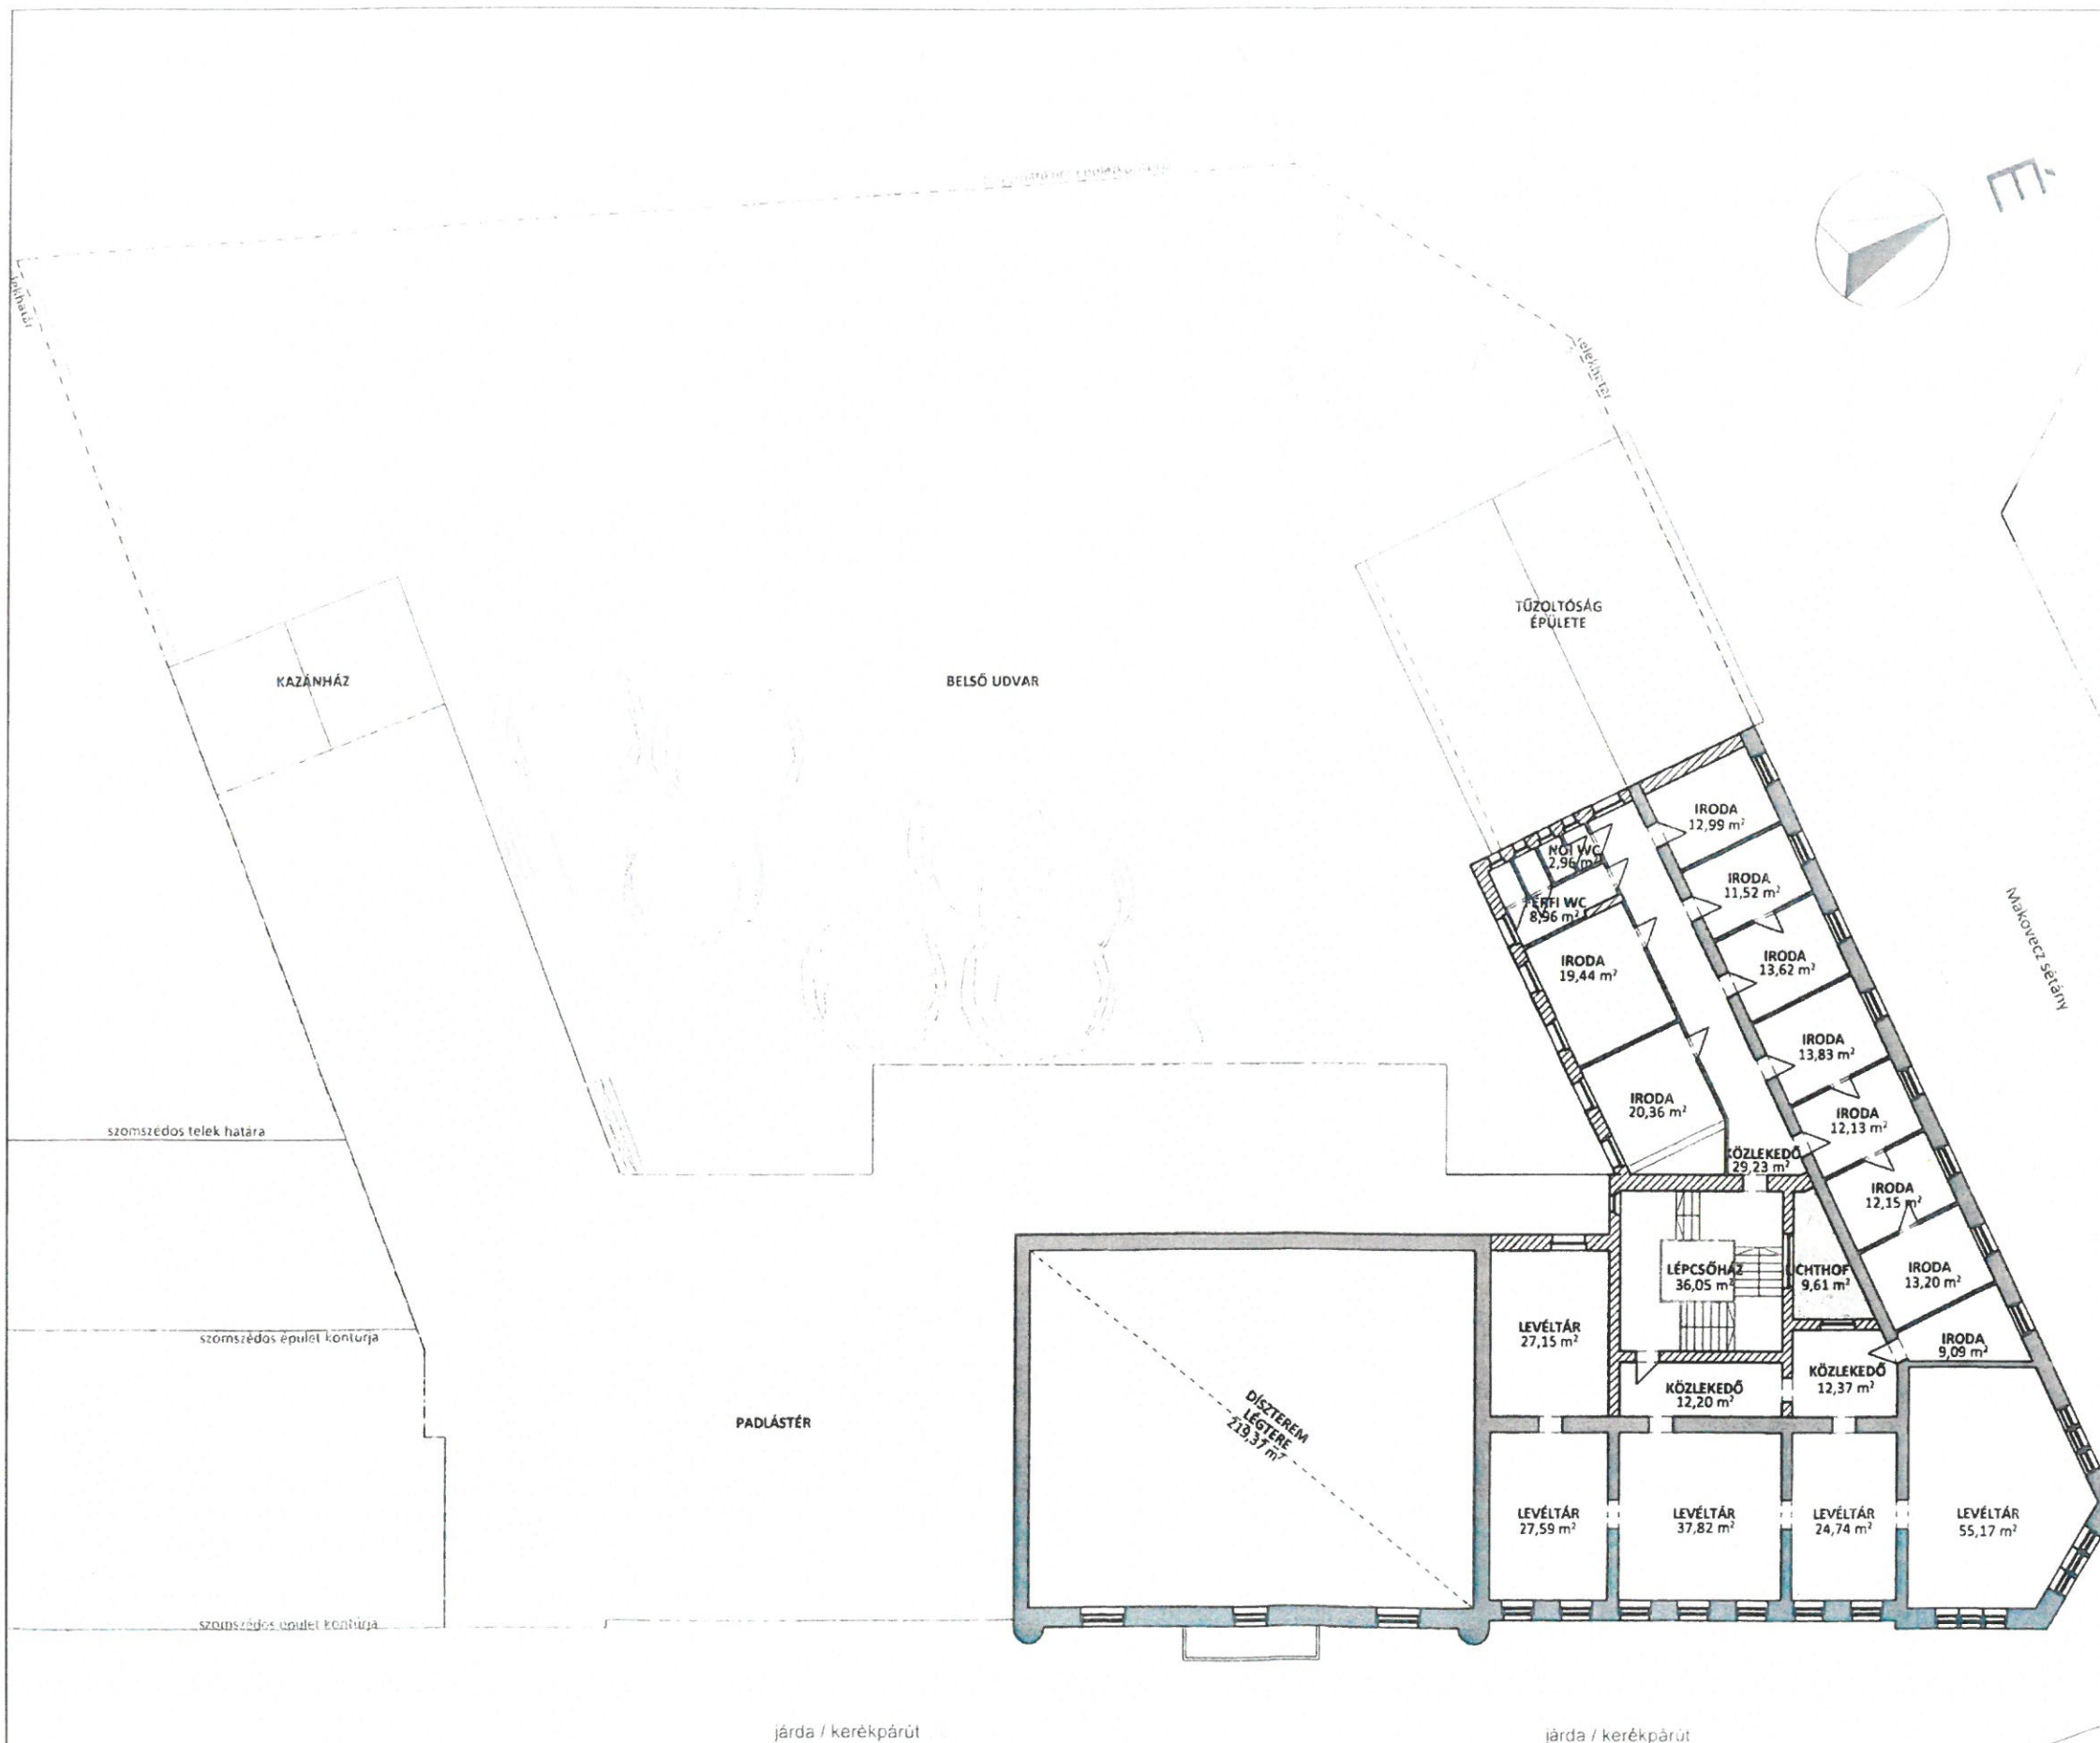 É
telekhatár
TŰZOLTÓSÁG
ÉPÜLETE
KAZÁNHÁZ
BELSŐ UDVAR
IRODA
12,99 m²
NŐI WC
2,96 m²
IRODA
11,52 m²
FÉRFI WC
8,96 m²
IRODA
13,62 m²
IRODA
19,44 m²
Makovecz sétány
IRODA
13,83 m²
IRODA
20,36 m²
IRODA
12,13 m²
szomszédos telek határa
KÖZLEKEDŐ
29,23 m²
IRODA
12,15 m²
LÉPCSŐHÁZ
36,05 m²
LICHTHOF
9,61 m²
IRODA
13,20 m²
LEVÉLTÁR
27,15 m²
szomszédos épület kontúrja
IRODA
9,09 m²
KÖZLEKEDŐ
12,37 m²
KÖZLEKEDŐ
12,20 m²
PADLÁSTÉR
DÍSZTEREM
LÉGTERE
219,37 m²
LEVÉLTÁR
27,59 m²
LEVÉLTÁR
37,82 m²
LEVÉLTÁR
24,74 m²
LEVÉLTÁR
55,17 m²
szomszédos épület kontúrja
járda / kerékpárút
járda / kerékpárút